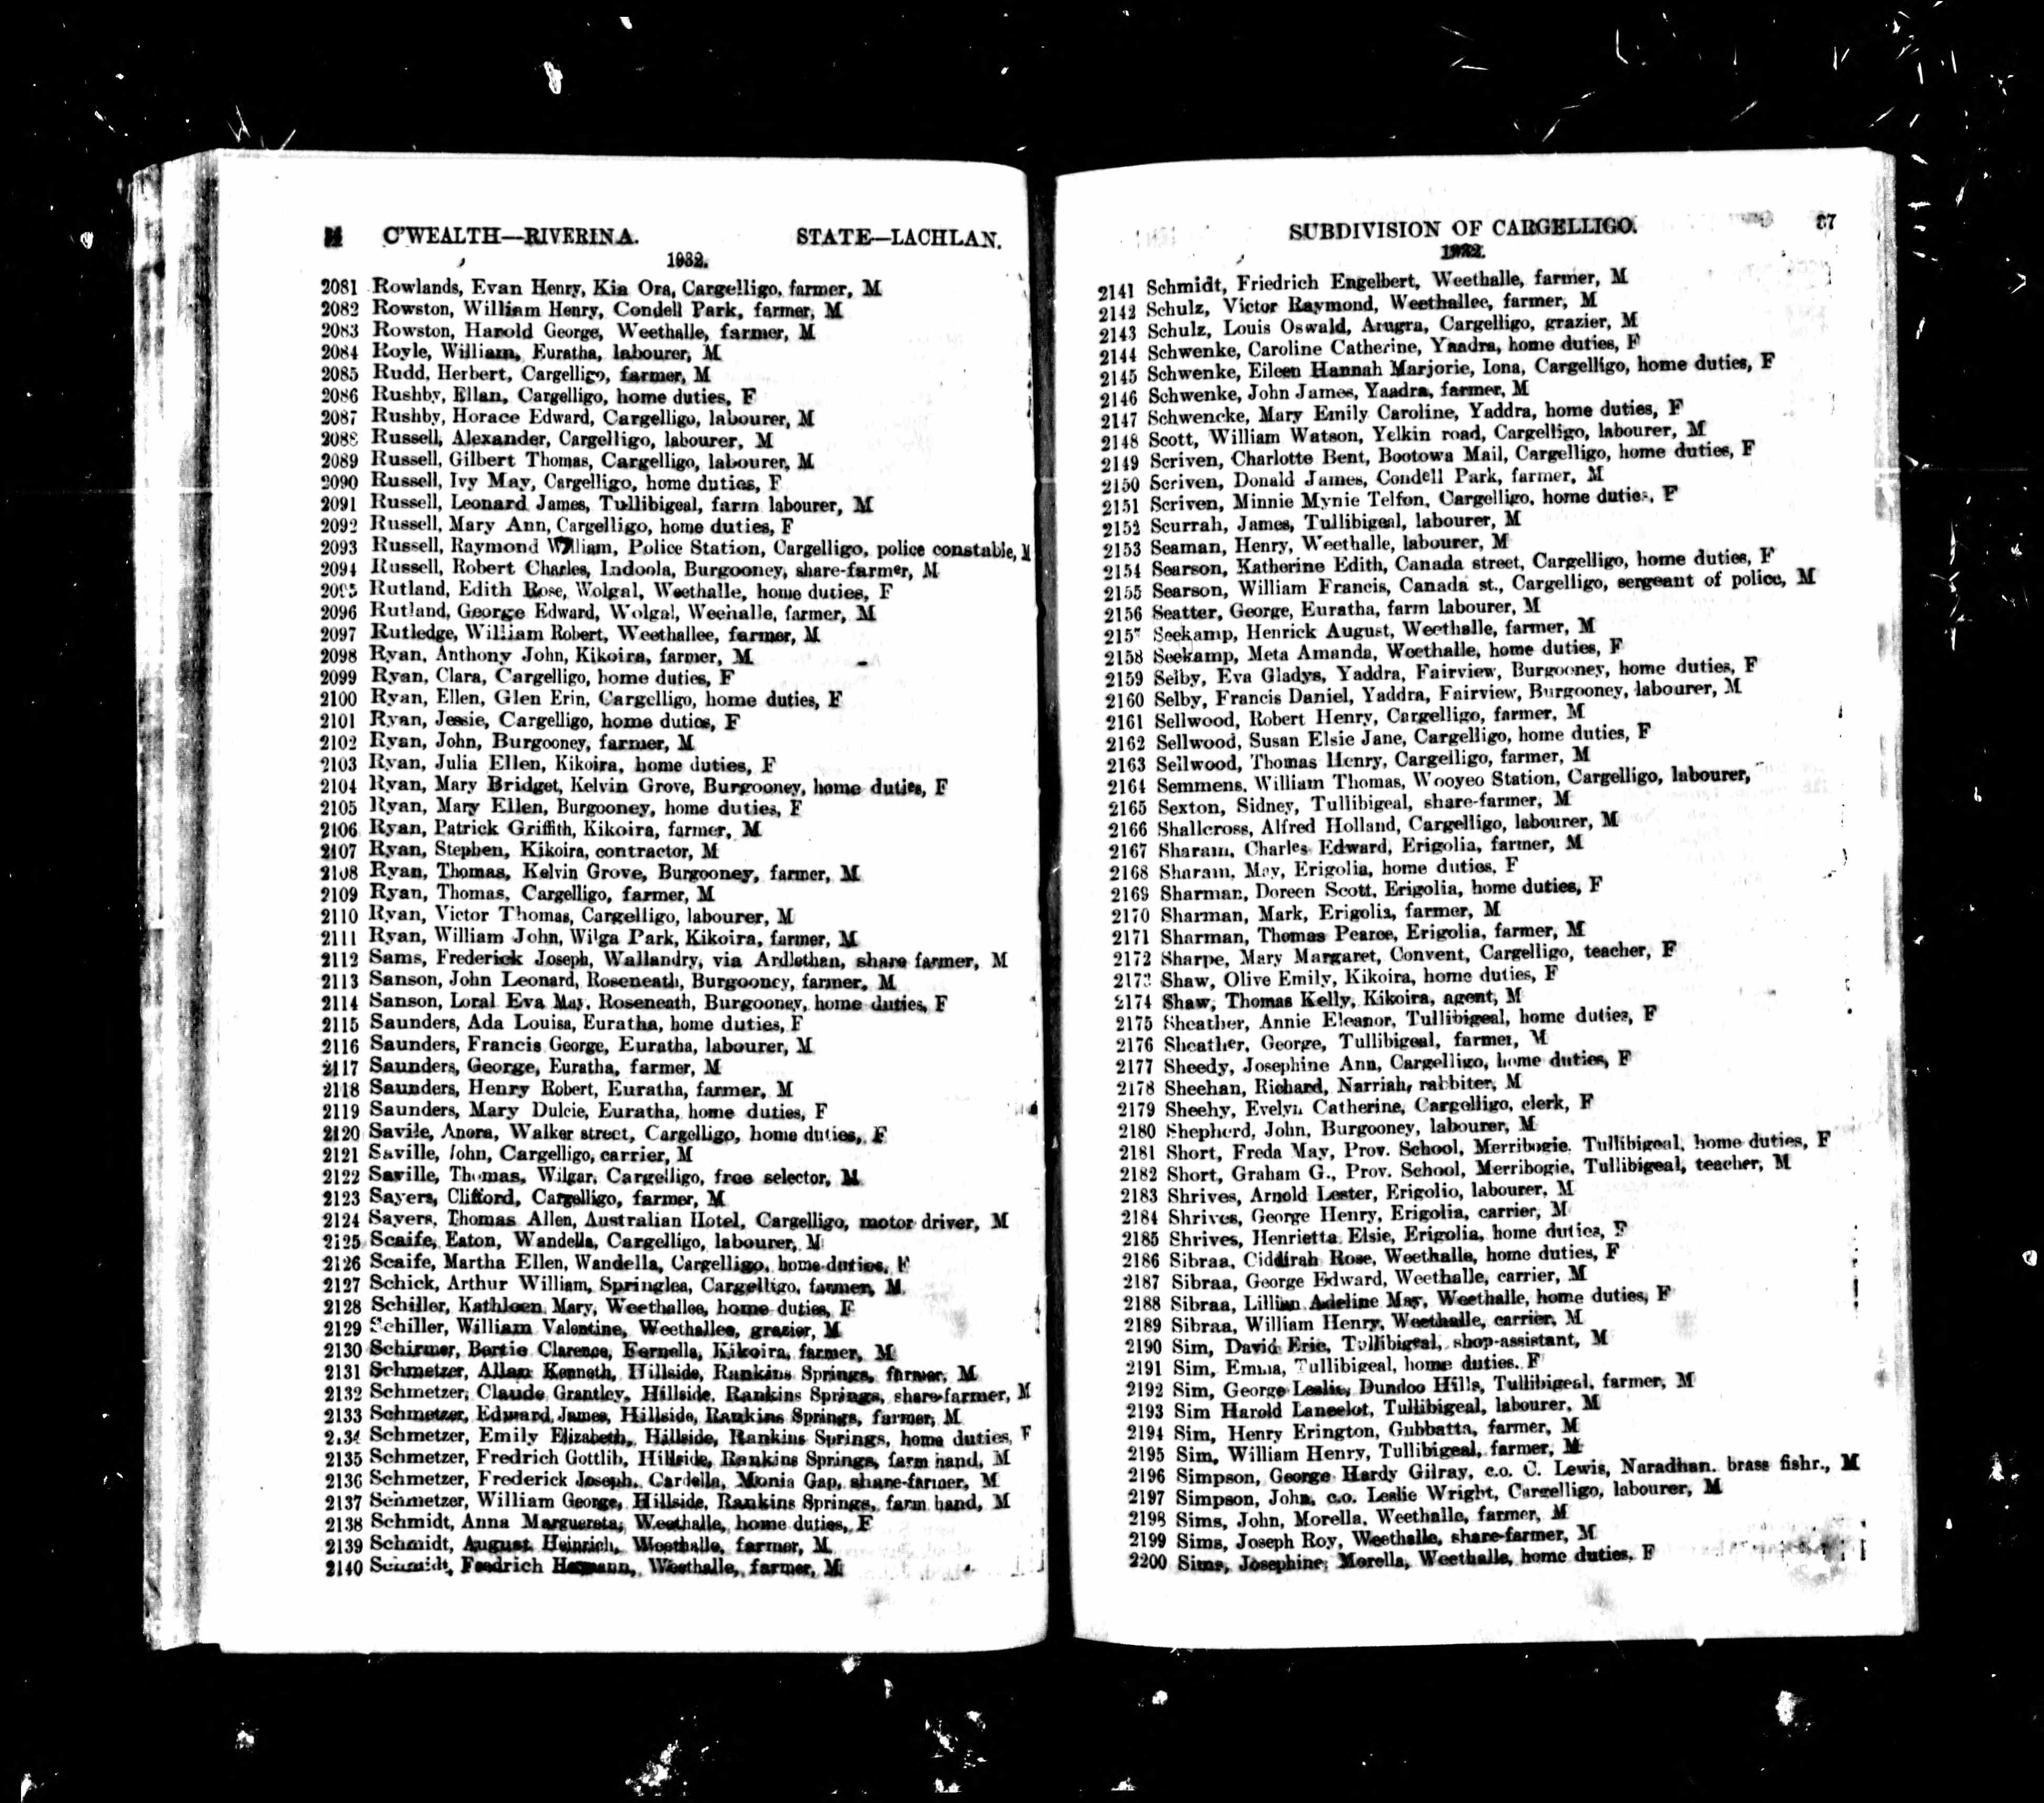 C'WEALTH—RIVERINA. STATE—LACHLAN.
1932.
2081 Rowlands, Evan Henry, Kia Ora, Cargelligo, farmer, M
2082 Rowston, William Henry, Condell Park, farmer, M
2083 Rowston, Harold George, Weethalle, farmer, M
2084 Royle, William, Euratha, labourer, M
2085 Rudd, Herbert, Cargelligo, farmer, M
2086 Rushby, Ellan, Cargelligo, home duties, F
2087 Rushby, Horace Edward, Cargelligo, labourer, M
2088 Russell, Alexander, Cargelligo, labourer, M
2089 Russell, Gilbert Thomas, Cargelligo, labourer, M
2090 Russell, Ivy May, Cargelligo, home duties, F
2091 Russell, Leonard James, Tullibigeal, farm labourer, M
2092 Russell, Mary Ann, Cargelligo, home duties, F
2093 Russell, Raymond William, Police Station, Cargelligo, police constable, M
2094 Russell, Robert Charles, Indoola, Burgooney, share-farmer, M
2095 Rutland, Edith Rose, Wolgal, Weethalle, home duties, F
2096 Rutland, George Edward, Wolgal, Weehalle, farmer, M
2097 Rutledge, William Robert, Weethallee, farmer, M
2098 Ryan, Anthony John, Kikoira, farmer, M
2099 Ryan, Clara, Cargelligo, home duties, F
2100 Ryan, Ellen, Glen Erin, Cargelligo, home duties, F
2101 Ryan, Jessie, Cargelligo, home duties, F
2102 Ryan, John, Burgooney, farmer, M
2103 Ryan, Julia Ellen, Kikoira, home duties, F
2104 Ryan, Mary Bridget, Kelvin Grove, Burgooney, home duties, F
2105 Ryan, Mary Ellen, Burgooney, home duties, F
2106 Ryan, Patrick Griffith, Kikoira, farmer, M
2107 Ryan, Stephen, Kikoira, contractor, M
2108 Ryan, Thomas, Kelvin Grove, Burgooney, farmer, M
2109 Ryan, Thomas, Cargelligo, farmer, M
2110 Ryan, Victor Thomas, Cargelligo, labourer, M
2111 Ryan, William John, Wilga Park, Kikoira, farmer, M
2112 Sams, Frederick Joseph, Wallandry, via Ardlethan, share farmer, M
2113 Sanson, John Leonard, Roseneath, Burgooney, farmer, M
2114 Sanson, Loral Eva May, Roseneath, Burgooney, home duties, F
2115 Saunders, Ada Louisa, Euratha, home duties, F
2116 Saunders, Francis George, Euratha, labourer, M
2117 Saunders, George, Euratha, farmer, M
2118 Saunders, Henry Robert, Euratha, farmer, M
2119 Saunders, Mary Dulcie, Euratha, home duties, F
2120 Savile, Anora, Walker street, Cargelligo, home duties, F
2121 Saville, John, Cargelligo, carrier, M
2122 Saville, Thomas, Wilgar, Cargelligo, free selector, M
2123 Sayers, Clifford, Cargelligo, farmer, M
2124 Sayers, Thomas Allen, Australian Hotel, Cargelligo, motor driver, M
2125 Scaife, Eaton, Wandella, Cargelligo, labourer, M
2126 Scaife, Martha Ellen, Wandella, Cargelligo, home duties, F
2127 Schick, Arthur William, Springlea, Cargelligo, farmer, M
2128 Schiller, Kathleen Mary, Weethallee, home duties, F
2129 Schiller, William Valentine, Weethallee, grazier, M
2130 Schirmer, Bertie Clarence, Fernella, Kikoira, farmer, M
2131 Schmetzer, Allan Kenneth, Hillside, Rankins Springs, farmer, M
2132 Schmetzer, Claude Grantley, Hillside, Rankins Springs, share-farmer, M
2133 Schmetzer, Edward James, Hillside, Rankins Springs, farmer, M
2134 Schmetzer, Emily Elizabeth, Hillside, Rankins Springs, home duties, F
2135 Schmetzer, Fredrich Gottlib, Hillside, Rankins Springs, farm hand, M
2136 Schmetzer, Frederick Joseph, Cardella, Monia Gap, share-farmer, M
2137 Schmetzer, William George, Hillside, Rankins Springs, farm hand, M
2138 Schmidt, Anna Marguereta, Weethalle, home duties, F
2139 Schmidt, August Heinrich, Weethalle, farmer, M
2140 Schmidt, Fredrich Hermann, Weethalle, farmer, M
SUBDIVISION OF CARGELLIGO. 37
1932.
2141 Schmidt, Friedrich Engelbert, Weethalle, farmer, M
2142 Schulz, Victor Raymond, Weethallee, farmer, M
2143 Schulz, Louis Oswald, Arugra, Cargelligo, grazier, M
2144 Schwenke, Caroline Catherine, Yaadra, home duties, F
2145 Schwenke, Eileen Hannah Marjorie, Iona, Cargelligo, home duties, F
2146 Schwenke, John James, Yaadra, farmer, M
2147 Schwencke, Mary Emily Caroline, Yaddra, home duties, F
2148 Scott, William Watson, Yelkin road, Cargelligo, labourer, M
2149 Scriven, Charlotte Bent, Bootowa Mail, Cargelligo, home duties, F
2150 Scriven, Donald James, Condell Park, farmer, M
2151 Scriven, Minnie Mynie Telfon, Cargelligo, home duties, F
2152 Scurrah, James, Tullibigeal, labourer, M
2153 Seaman, Henry, Weethalle, labourer, M
2154 Searson, Katherine Edith, Canada street, Cargelligo, home duties, F
2155 Searson, William Francis, Canada st., Cargelligo, sergeant of police, M
2156 Seatter, George, Euratha, farm labourer, M
2157 Seekamp, Henrick August, Weethalle, farmer, M
2158 Seekamp, Meta Amanda, Weethalle, home duties, F
2159 Selby, Eva Gladys, Yaddra, Fairview, Burgooney, home duties, F
2160 Selby, Francis Daniel, Yaddra, Fairview, Burgooney, labourer, M
2161 Sellwood, Robert Henry, Cargelligo, farmer, M
2162 Sellwood, Susan Elsie Jane, Cargelligo, home duties, F
2163 Sellwood, Thomas Henry, Cargelligo, farmer, M
2164 Semmens, William Thomas, Wooyeo Station, Cargelligo, labourer,
2165 Sexton, Sidney, Tullibigeal, share-farmer, M
2166 Shallcross, Alfred Holland, Cargelligo, labourer, M
2167 Sharam, Charles Edward, Erigolia, farmer, M
2168 Sharam, May, Erigolia, home duties, F
2169 Sharman, Doreen Scott, Erigolia, home duties, F
2170 Sharman, Mark, Erigolia, farmer, M
2171 Sharman, Thomas Pearce, Erigolia, farmer, M
2172 Sharpe, Mary Margaret, Convent, Cargelligo, teacher, F
2173 Shaw, Olive Emily, Kikoira, home duties, F
2174 Shaw, Thomas Kelly, Kikoira, agent, M
2175 Sheather, Annie Eleanor, Tullibigeal, home duties, F
2176 Sheather, George, Tullibigeal, farmer, M
2177 Sheedy, Josephine Ann, Cargelligo, home duties, F
2178 Sheehan, Richard, Narriah, rabbiter, M
2179 Sheehy, Evelyn Catherine, Cargelligo, clerk, F
2180 Shepherd, John, Burgooney, labourer, M
2181 Short, Freda May, Prov. School, Merribogie, Tullibigeal, home duties, F
2182 Short, Graham G., Prov. School, Merribogie, Tullibigeal, teacher, M
2183 Shrives, Arnold Lester, Erigolio, labourer, M
2184 Shrives, George Henry, Erigolia, carrier, M
2185 Shrives, Henrietta Elsie, Erigolia, home duties, F
2186 Sibraa, Ciddirah Rose, Weethalle, home duties, F
2187 Sibraa, George Edward, Weethalle, carrier, M
2188 Sibraa, Lillian Adeline May, Weethalle, home duties, F
2189 Sibraa, William Henry, Weethalle, carrier, M
2190 Sim, David Eric, Tullibigeal, shop-assistant, M
2191 Sim, Emma, Tullibigeal, home duties. F
2192 Sim, George Leslie, Dundoo Hills, Tullibigeal, farmer, M
2193 Sim Harold Lancelot, Tullibigeal, labourer, M
2194 Sim, Henry Erington, Gubbatta, farmer, M
2195 Sim, William Henry, Tullibigeal, farmer, M
2196 Simpson, George Hardy Gilray, c.o. C. Lewis, Naradhan. brass fishr., M
2197 Simpson, John, c.o. Leslie Wright, Cargelligo, labourer, M
2198 Sims, John, Morella, Weethalle, farmer, M
2199 Sims, Joseph Roy, Weethalle, share-farmer, M
2200 Sims, Josephine, Morella, Weethalle, home duties, F